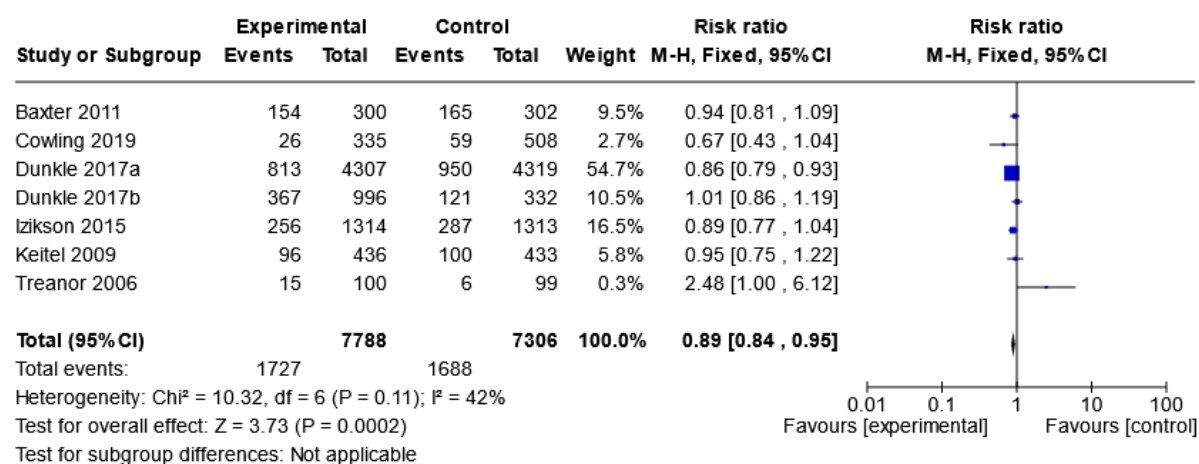 Experimental Control Risk ratio Risk ratio
Study or Subgroup Events Total Events Total Weight M-H, Fixed, 95%CI M-H, Fixed, 95%CI
Baxter 2011 154 300 165 302 9.5% 0.94 [0.81 , 1.09]
Cowling 2019 26 335 59 508 2.7% 0.67 [0.43 , 1.04]
Dunkle 2017a 813 4307 950 4319 54.7% 0.86 [0.79 , 0.93]
Dunkle 2017b 367 996 121 332 10.5% 1.01 [0.86 , 1.19]
Izikson 2015 256 1314 287 1313 16.5% 0.89 [0.77 , 1.04]
Keitel 2009 96 436 100 433 5.8% 0.95 [0.75 , 1.22]
Treanor 2006 15 100 6 99 0.3% 2.48 [1.00 , 6.12]
Total (95%CI) 7788 7306 100.0% 0.89 [0.84 , 0.95]
Total events: 1727 1688
Heterogeneity: Chi² = 10.32, df = 6 (P = 0.11); I² = 42%
0.01 0.1 1 10 100
Test for overall effect: Z = 3.73 (P = 0.0002)
Favours [experimental] Favours [control]
Test for subgroup differences: Not applicable